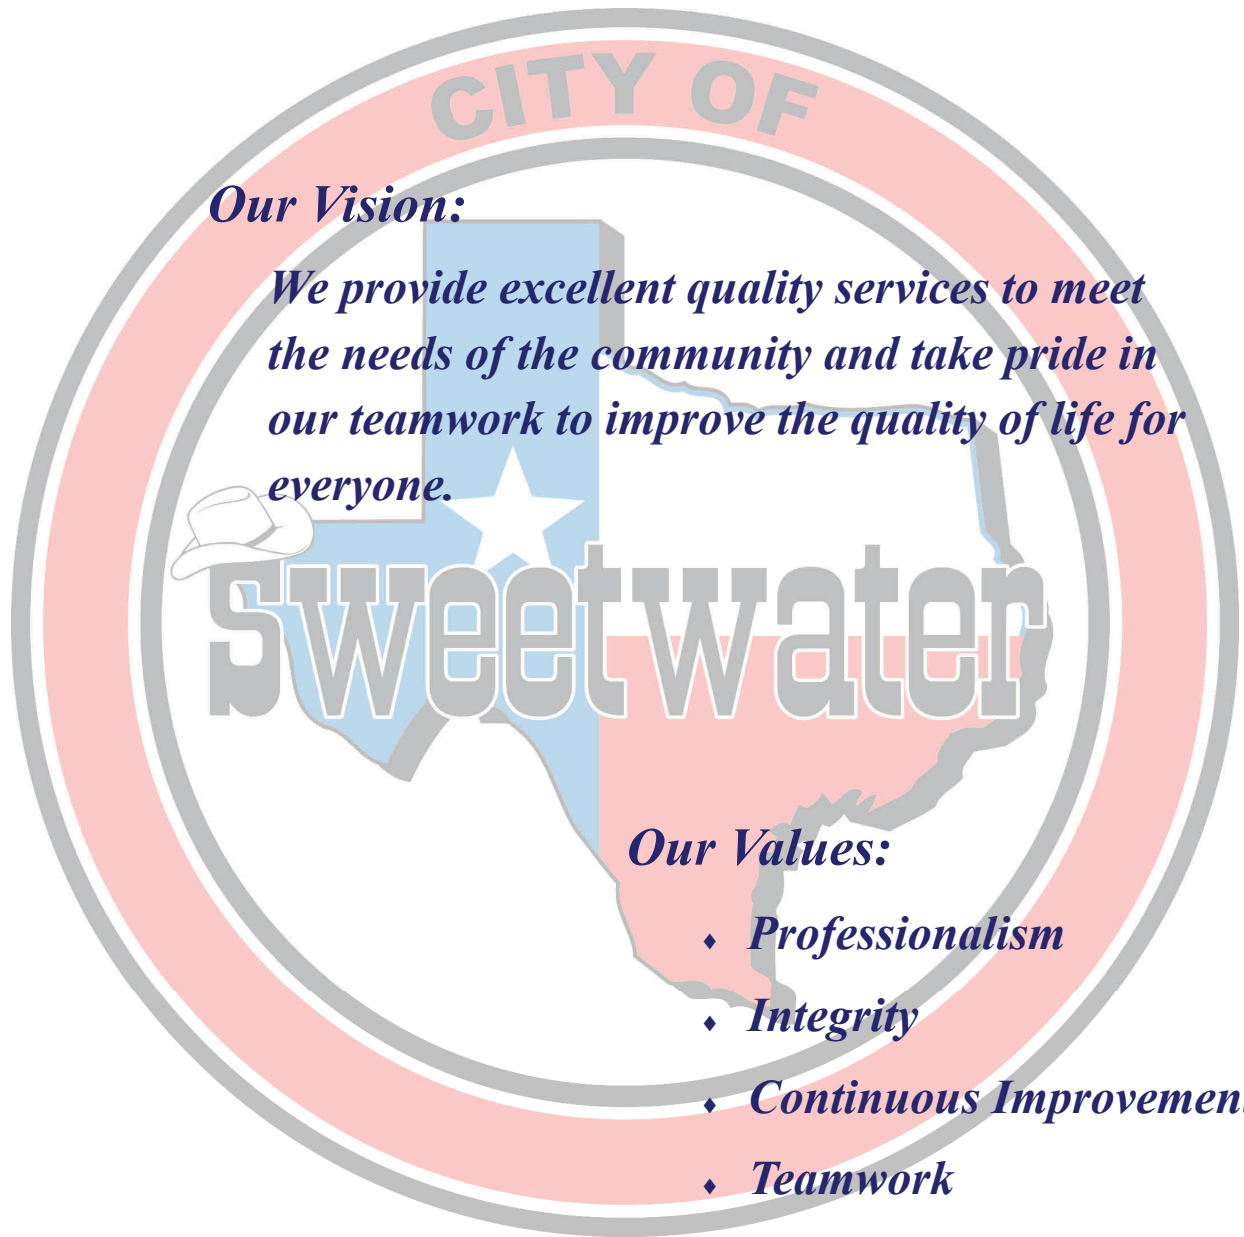 CITY OF
Our Vision:
We provide excellent quality services to meet
the needs of the community and take pride in
our teamwork to improve the quality of life for
everyone.
sweetwater
Our Values:
♦ Professionalism
♦ Integrity
♦ Continuous Improvement
♦ Teamwork